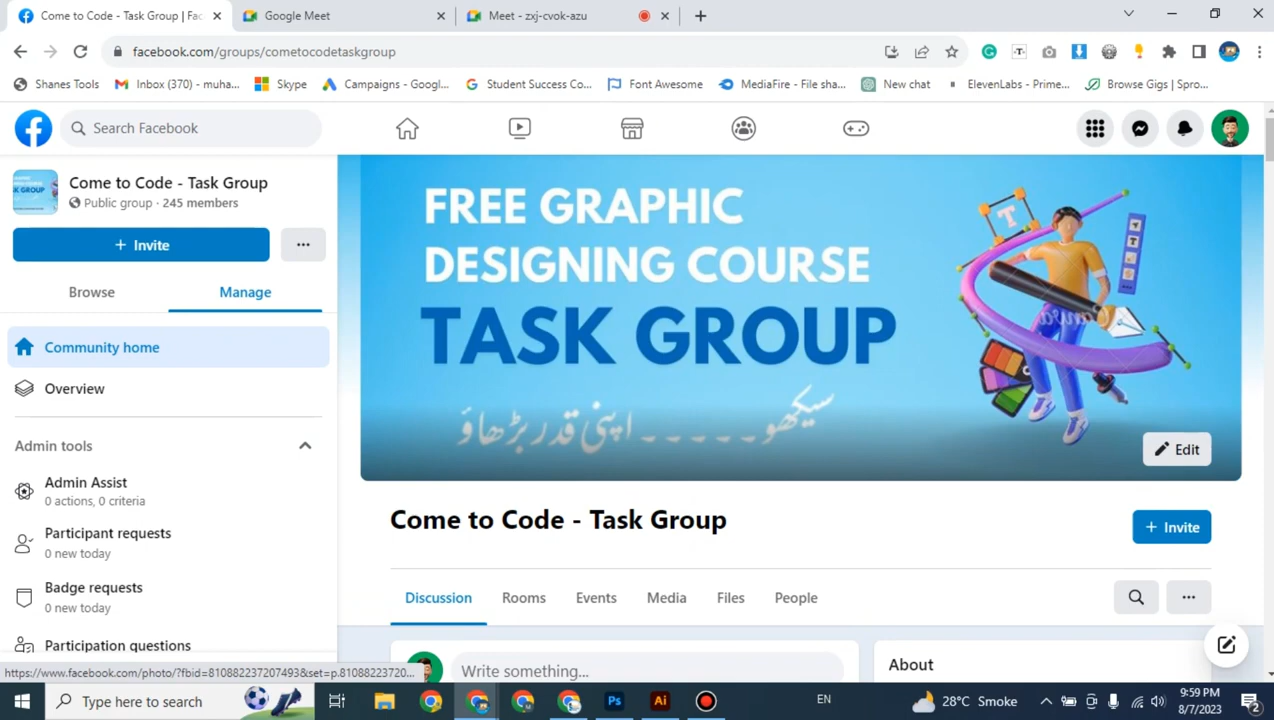 Come to Code - Task Group | Fac
Google Meet
Meet - zxj-cvok-azu
facebook.com/groups/cometocodetaskgroup
Shanes Tools
Inbox (370) - muha...
Skype
Campaigns - Googl...
Student Success Co...
Font Awesome
MediaFire - File sha...
New chat
ElevenLabs - Prime...
Browse Gigs | Spro...
Search Facebook
Come to Code - Task Group
Public group · 245 members
+ Invite
Browse
Manage
Community home
Overview
Admin tools
Admin Assist
0 actions, 0 criteria
Participant requests
0 new today
Badge requests
0 new today
Participation questions
FREE GRAPHIC
DESIGNING COURSE
TASK GROUP
سیکھو - - - - - اپنی قدر بڑھاؤ
Canva
Edit
Come to Code - Task Group
+ Invite
Discussion
Rooms
Events
Media
Files
People
Write something...
About
https://www.facebook.com/photo/?fbid=810882237207493&set=p.81088223720...
Type here to search
EN
28°C Smoke
9:59 PM
8/7/2023
2